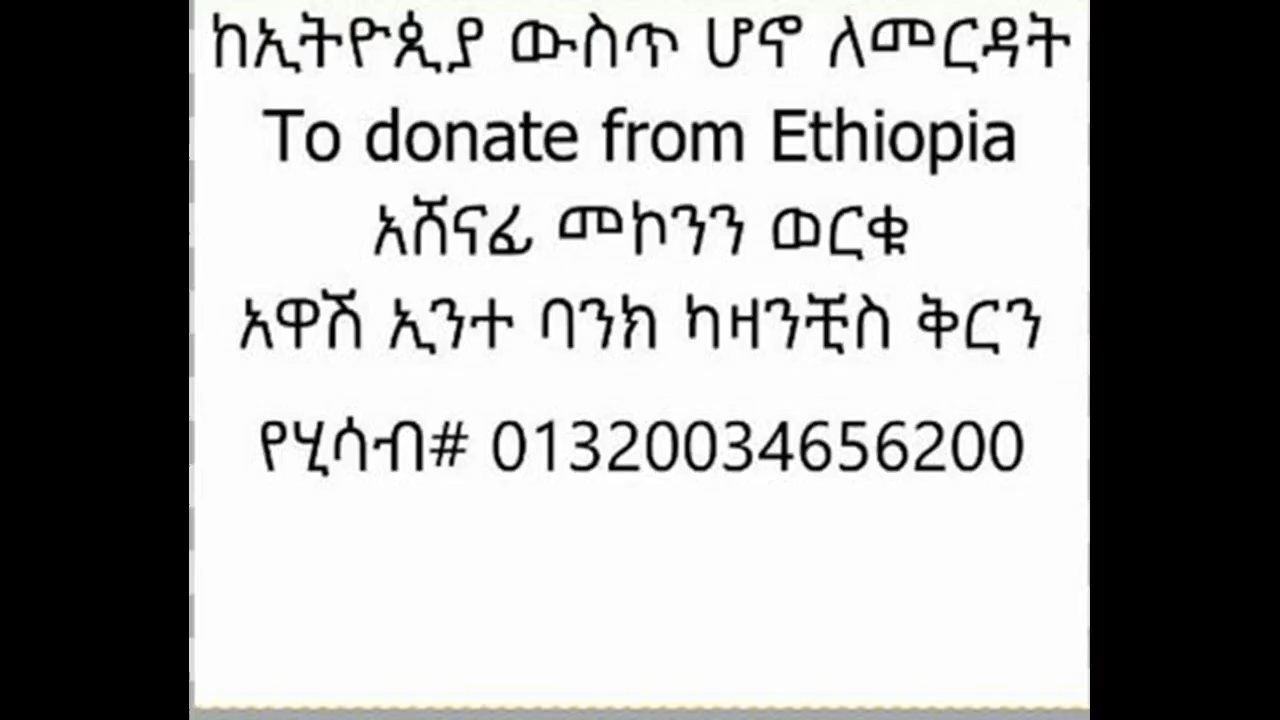 ከኢትዮጲያ ውስጥ ሆኖ ለመርዳት
To donate from Ethiopia
አሸናፊ መኮንን ወርቁ
አዋሽ ኢንተ ባንክ ካዛንቺስ ቅርን
የሂሳብ# 01320034656200